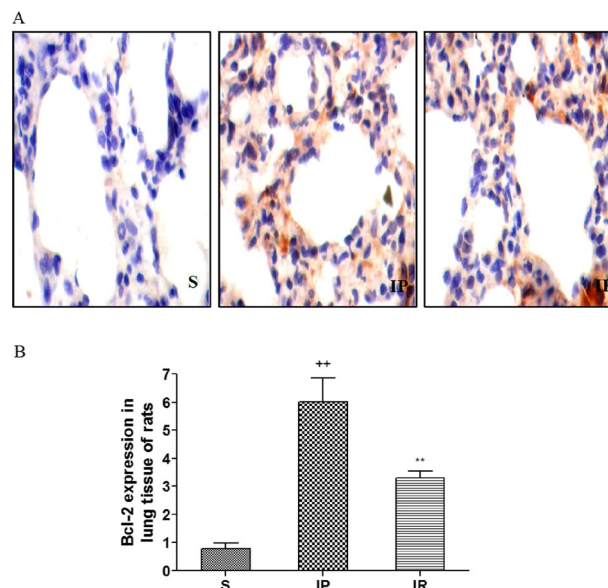 A
S
IP
B
++
**
7
6
5
4
3
2
1
0
Bcl-2 expression in
lung tissue of rats
S
IP
IR